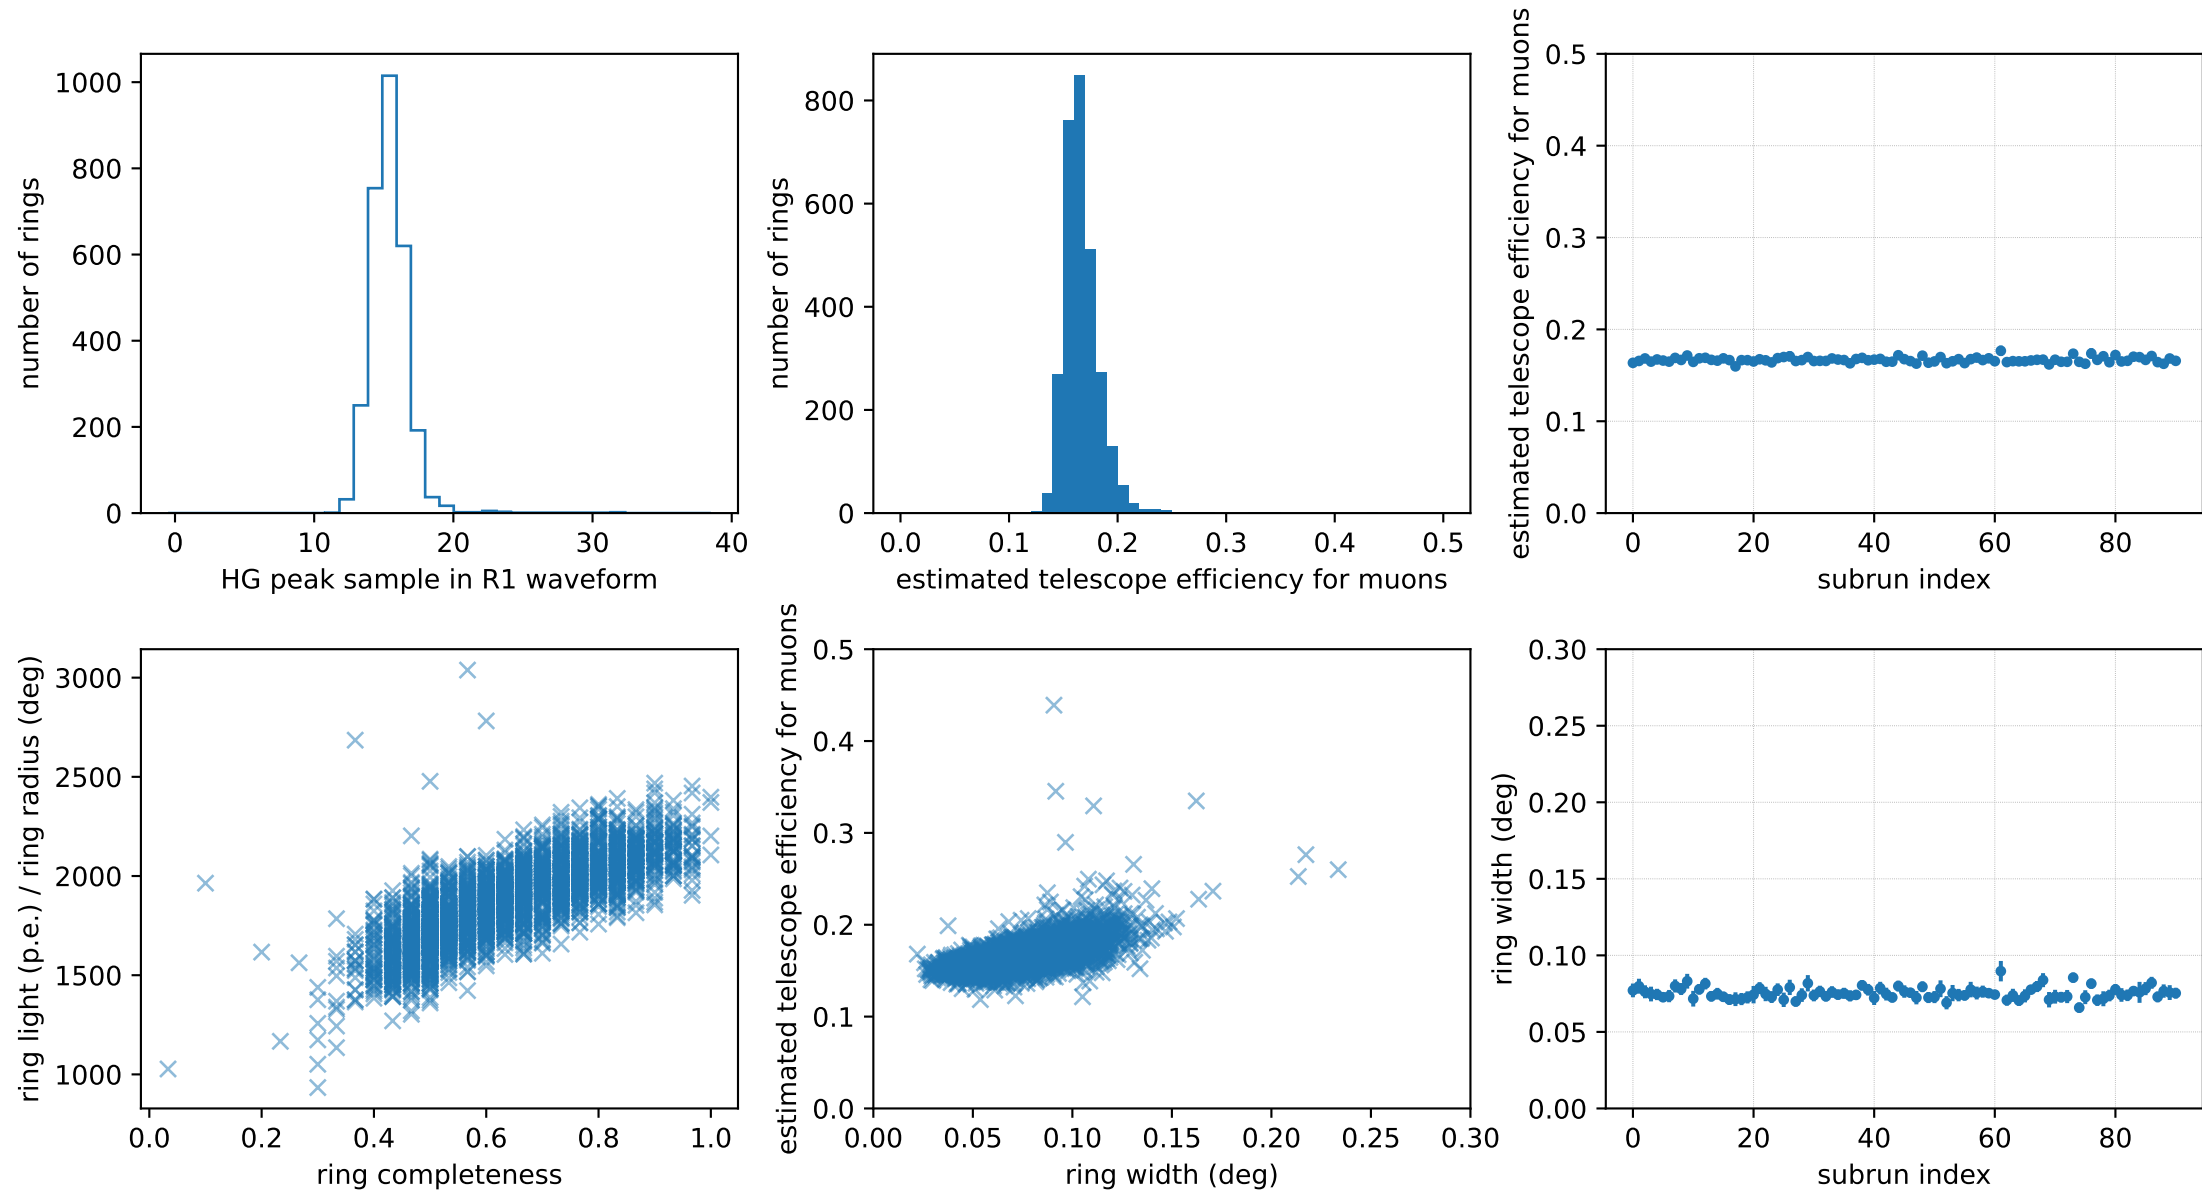 1000
800
600
400
200
0
number of rings
0 10 20 30 40
HG peak sample in R1 waveform
800
600
400
200
0
number of rings
0.0 0.1 0.2 0.3 0.4 0.5
estimated telescope efficiency for muons
0.5
0.4
0.3
0.2
0.1
0.0
estimated telescope efficiency for muons
0 20 40 60 80
subrun index
3000
2500
2000
1500
1000
ring light (p.e.) / ring radius (deg)
0.0 0.2 0.4 0.6 0.8 1.0
ring completeness
0.5
0.4
0.3
0.2
0.1
0.0
estimated telescope efficiency for muons
0.00 0.05 0.10 0.15 0.20 0.25 0.30
ring width (deg)
0.30
0.25
0.20
0.15
0.10
0.05
0.00
ring width (deg)
0 20 40 60 80
subrun index